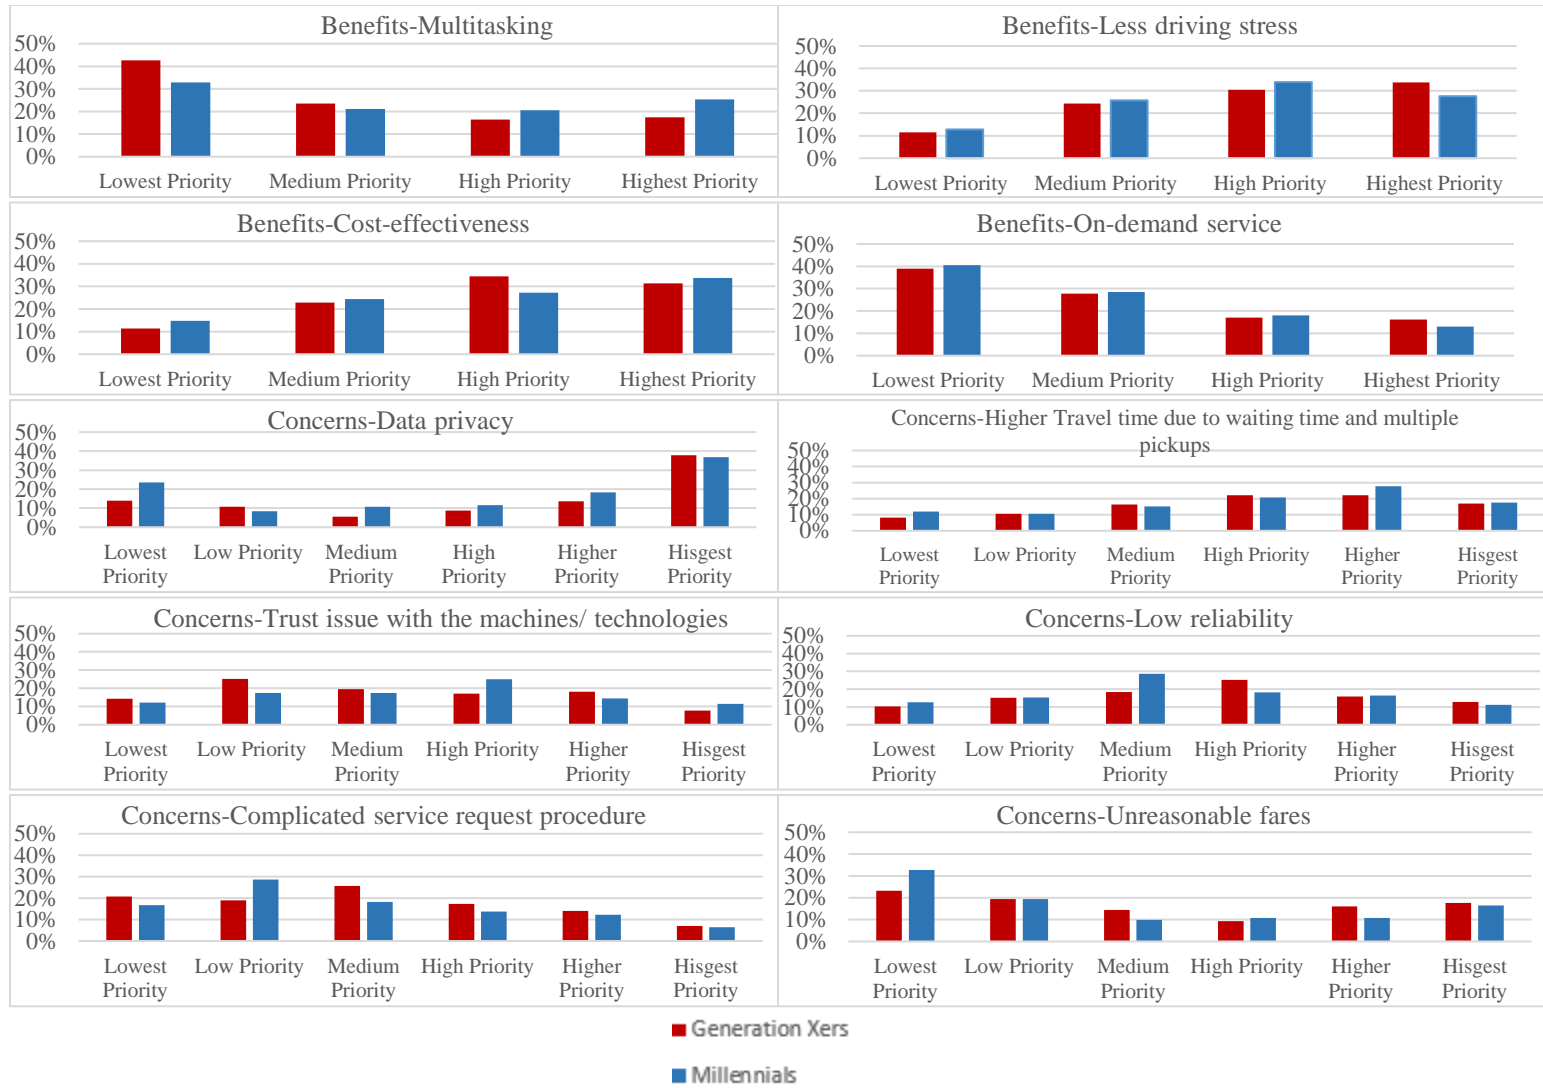 Benefits-Multitasking
50%
40%
30%
20%
10%
0%
Lowest Priority Medium Priority High Priority Highest Priority
Benefits-Less driving stress
50%
40%
30%
20%
10%
0%
Lowest Priority Medium Priority High Priority Highest Priority
Benefits-Cost-effectiveness
50%
40%
30%
20%
10%
0%
Lowest Priority Medium Priority High Priority Highest Priority
Benefits-On-demand service
50%
40%
30%
20%
10%
0%
Lowest Priority Medium Priority High Priority Highest Priority
Concerns-Data privacy
50%
40%
30%
20%
10%
0%
Lowest Low Priority Medium High Higher Hisgest
Priority Priority Priority Priority Priority
Concerns-Higher Travel time due to waiting time and multiple
pickups
50%
40%
30%
20%
10%
0%
Lowest Low Priority Medium High Priority Higher Hisgest
Priority Priority Priority Priority
Concerns-Trust issue with the machines/ technologies
50%
40%
30%
20%
10%
0%
Lowest Low Priority Medium High Priority Higher Hisgest
Priority Priority Priority Priority
Concerns-Low reliability
50%
40%
30%
20%
10%
0%
Lowest Low Priority Medium High Priority Higher Hisgest
Priority Priority Priority Priority
Concerns-Complicated service request procedure
50%
40%
30%
20%
10%
0%
Lowest Low Priority Medium High Priority Higher Hisgest
Priority Priority Priority Priority
Concerns-Unreasonable fares
50%
40%
30%
20%
10%
0%
Lowest Low Priority Medium High Priority Higher Hisgest
Priority Priority Priority Priority
Generation Xers
Millennials